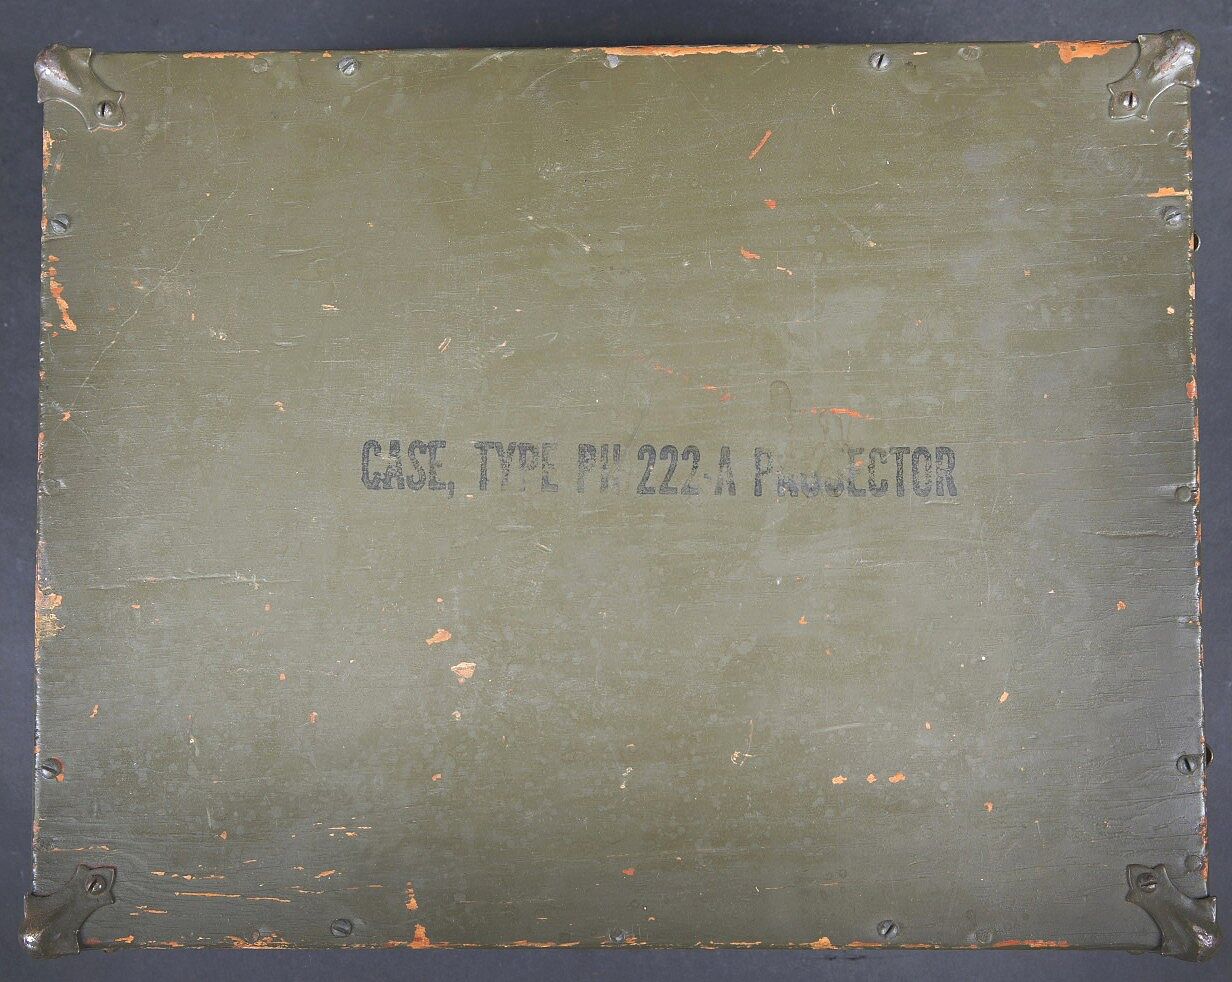 CASE, TYPE PH 222-A PROJECTOR